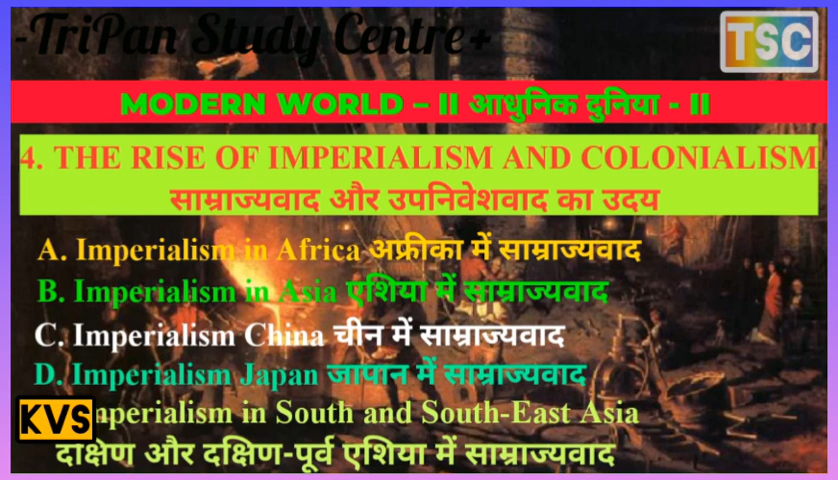 -TriPan Study Centre+
TSC
MODERN WORLD – II आधुनिक दुनिया - II
4. THE RISE OF IMPERIALISM AND COLONIALISM
साम्राज्यवाद और उपनिवेशवाद का उदय
A. Imperialism in Africa अफ्रीका में साम्राज्यवाद
B. Imperialism in Asia एशिया में साम्राज्यवाद
C. Imperialism China चीन में साम्राज्यवाद
D. Imperialism Japan जापान में साम्राज्यवाद
KVS
mperialism in South and South-East Asia
दक्षिण और दक्षिण-पूर्व एशिया में साम्राज्यवाद